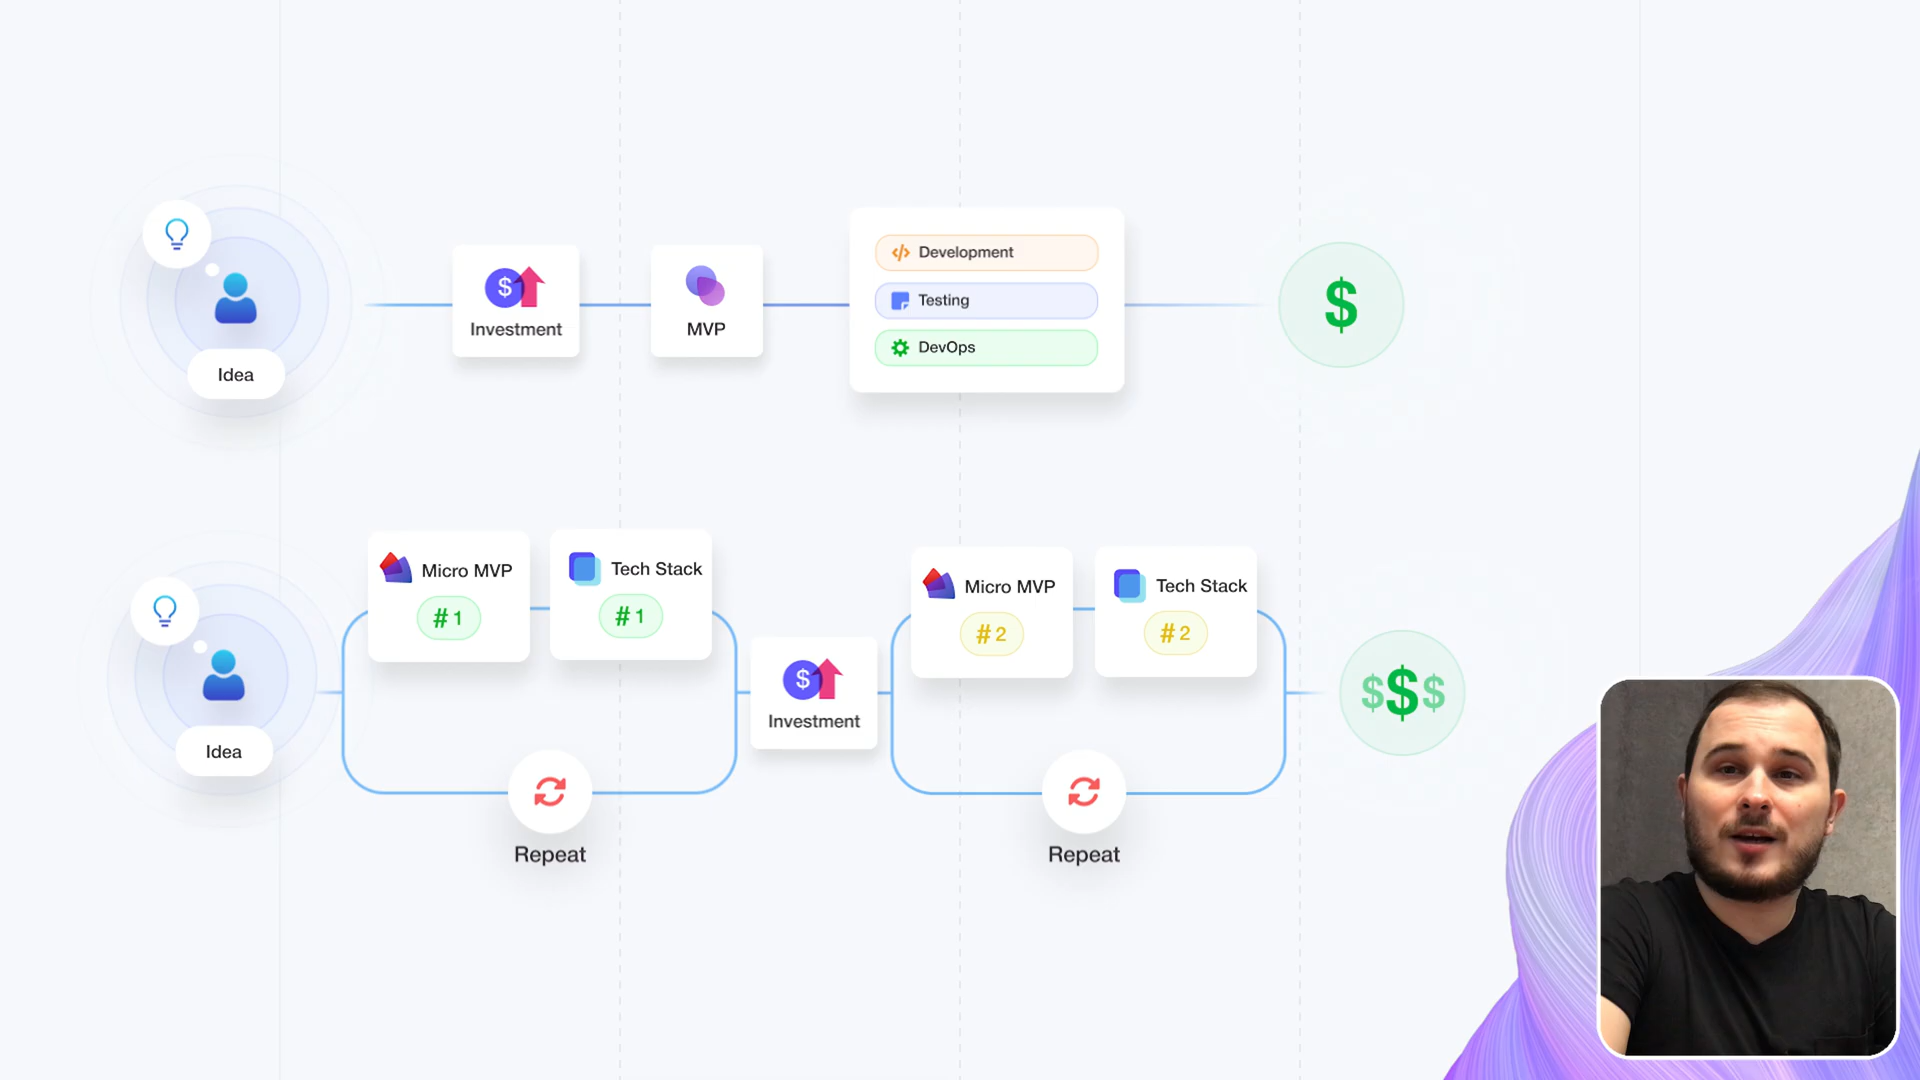 Development
$
Testing
$
Investment
MVP
DevOps
Idea
Micro MVP
Tech Stack
# 1
# 1
Micro MVP
Tech Stack
# 2
# 2
$
$$$
Investment
Idea
Repeat
Repeat